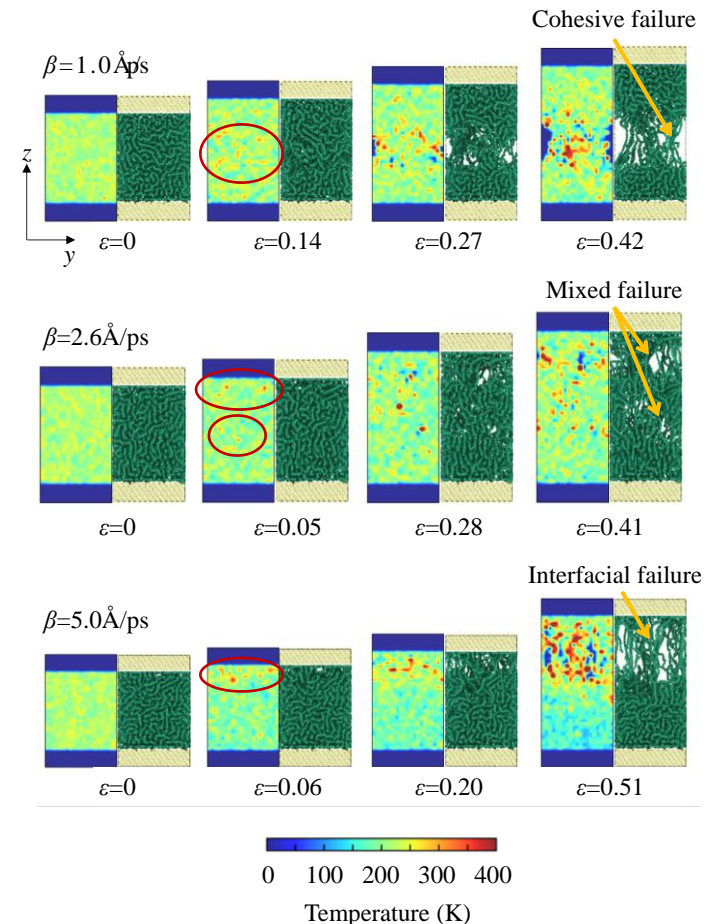 Cohesive failure
β=1.0Å/ps
z
y
ε=0
ε=0.14
ε=0.27
ε=0.42
Mixed failure
β=2.6Å/ps
ε=0
ε=0.05
ε=0.28
ε=0.41
Interfacial failure
β=5.0Å/ps
ε=0
ε=0.06
ε=0.20
ε=0.51
0 100 200 300 400
Temperature (K)